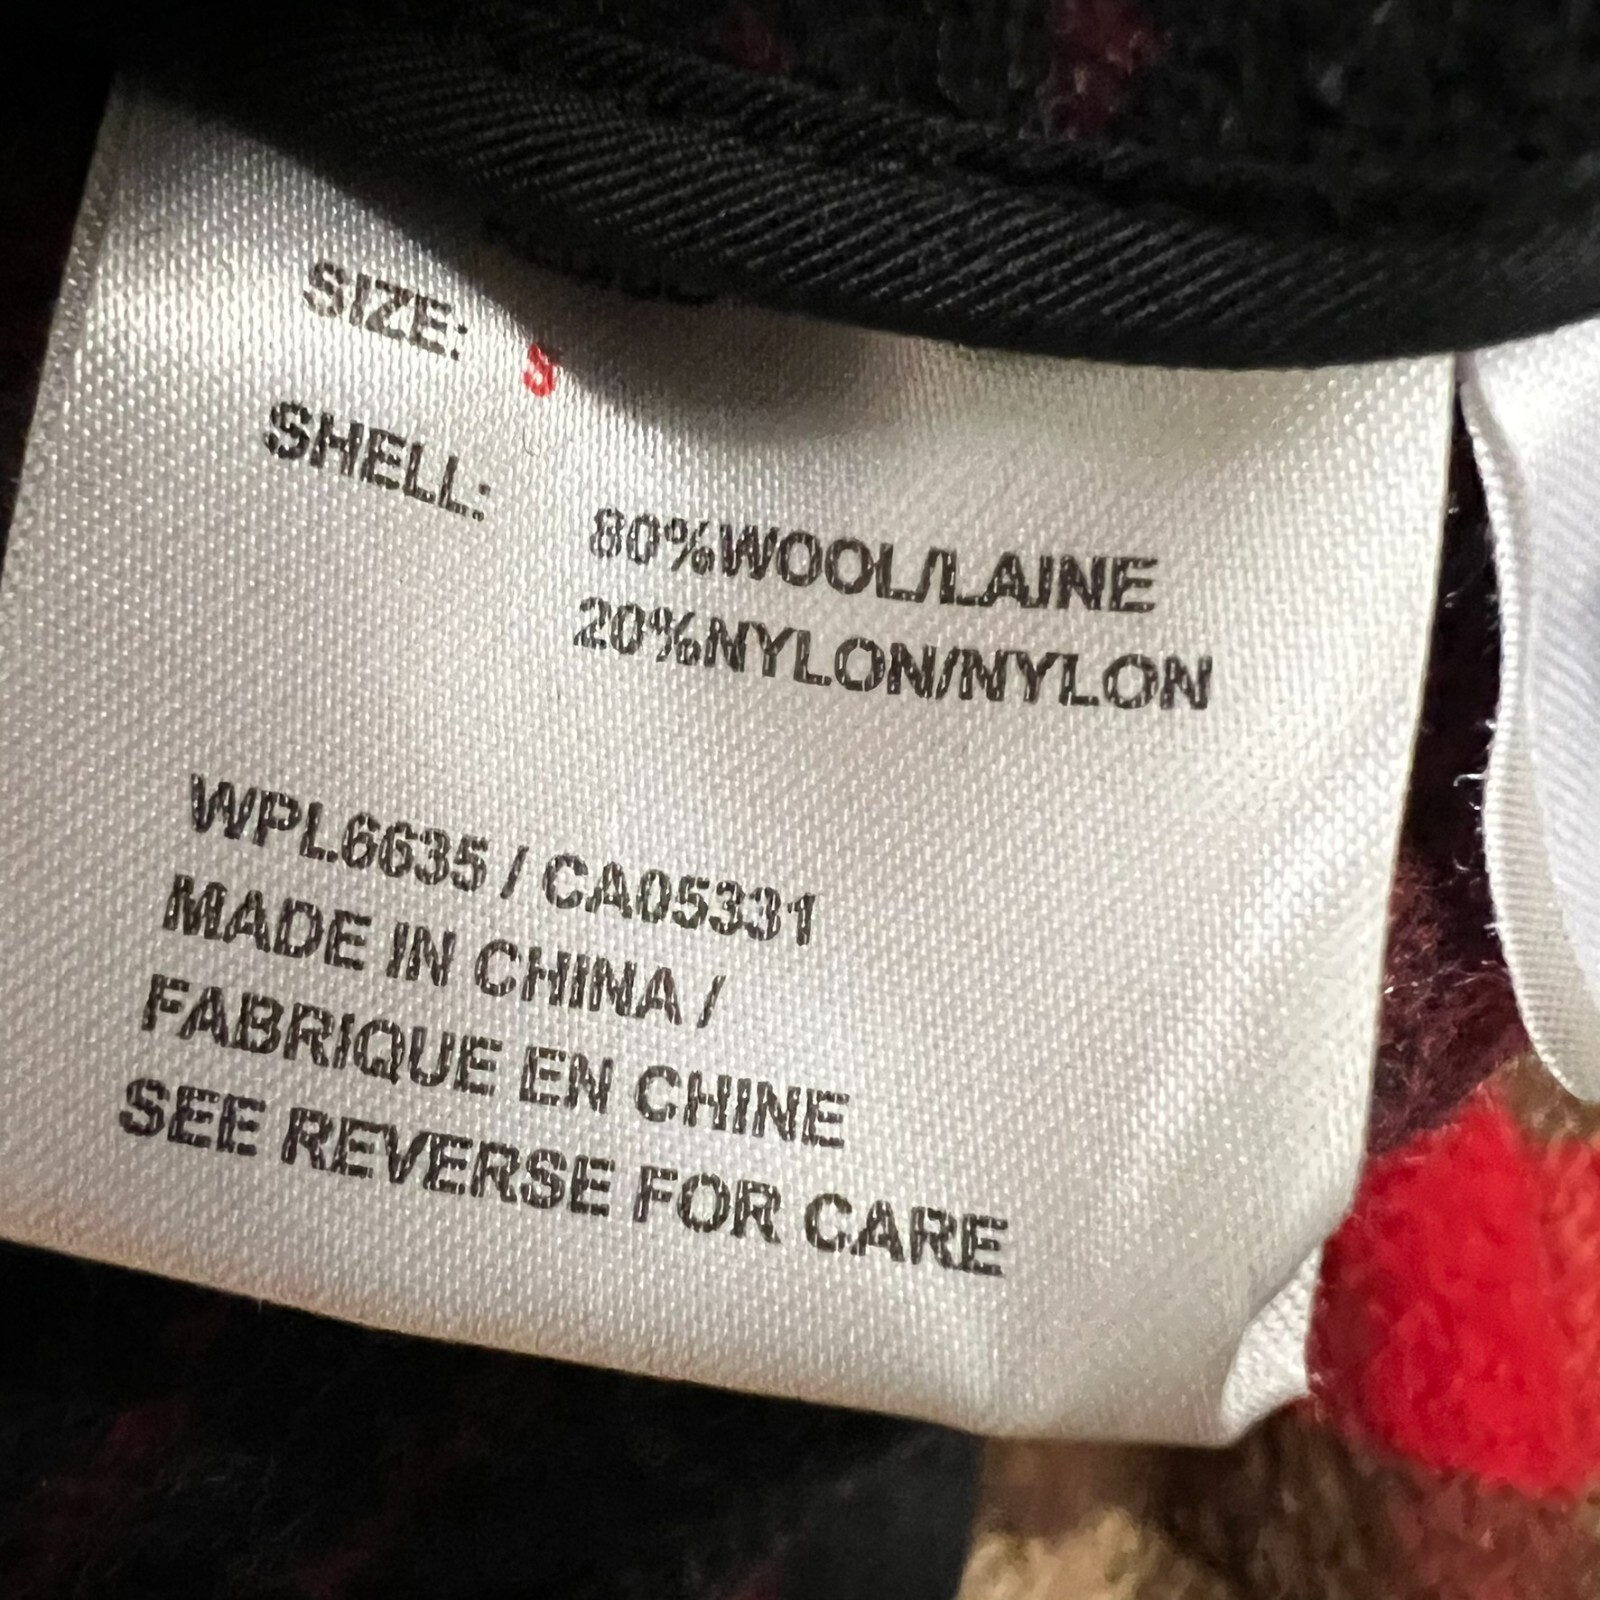 SIZE: S
SHELL:
80%WOOL/LAINE
20%NYLON/NYLON
WPL6635 / CA05331
MADE IN CHINA /
FABRIQUE EN CHINE
SEE REVERSE FOR CARE